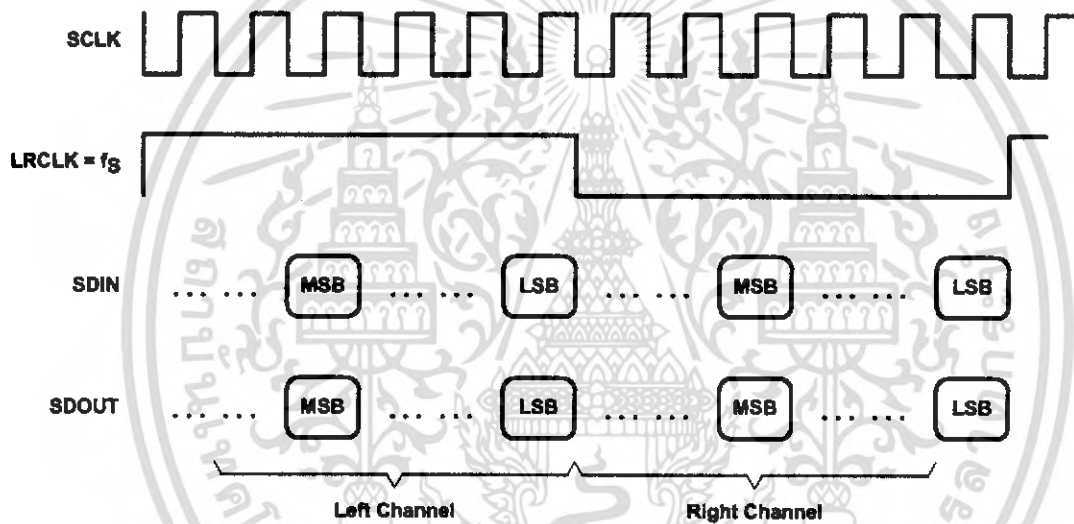 SCLK
LRCLK = fS
SDIN ... ... MSB ... ... LSB ... ... MSB ... ... LSB
SDOUT ... ... MSB ... ... LSB ... ... MSB ... ... LSB
Left Channel Right Channel